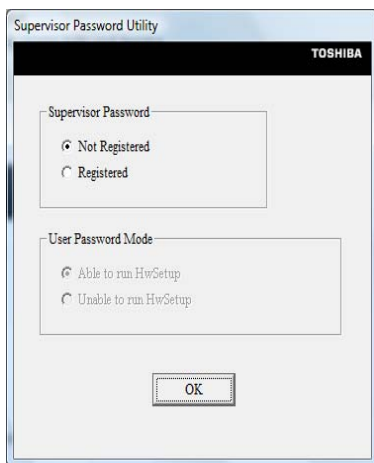 Supervisor Password Utility
TOSHIBA
Supervisor Password
Not Registered
Registered
User Password Mode
Able to run HwSetup
Unable to run HwSetup
OK